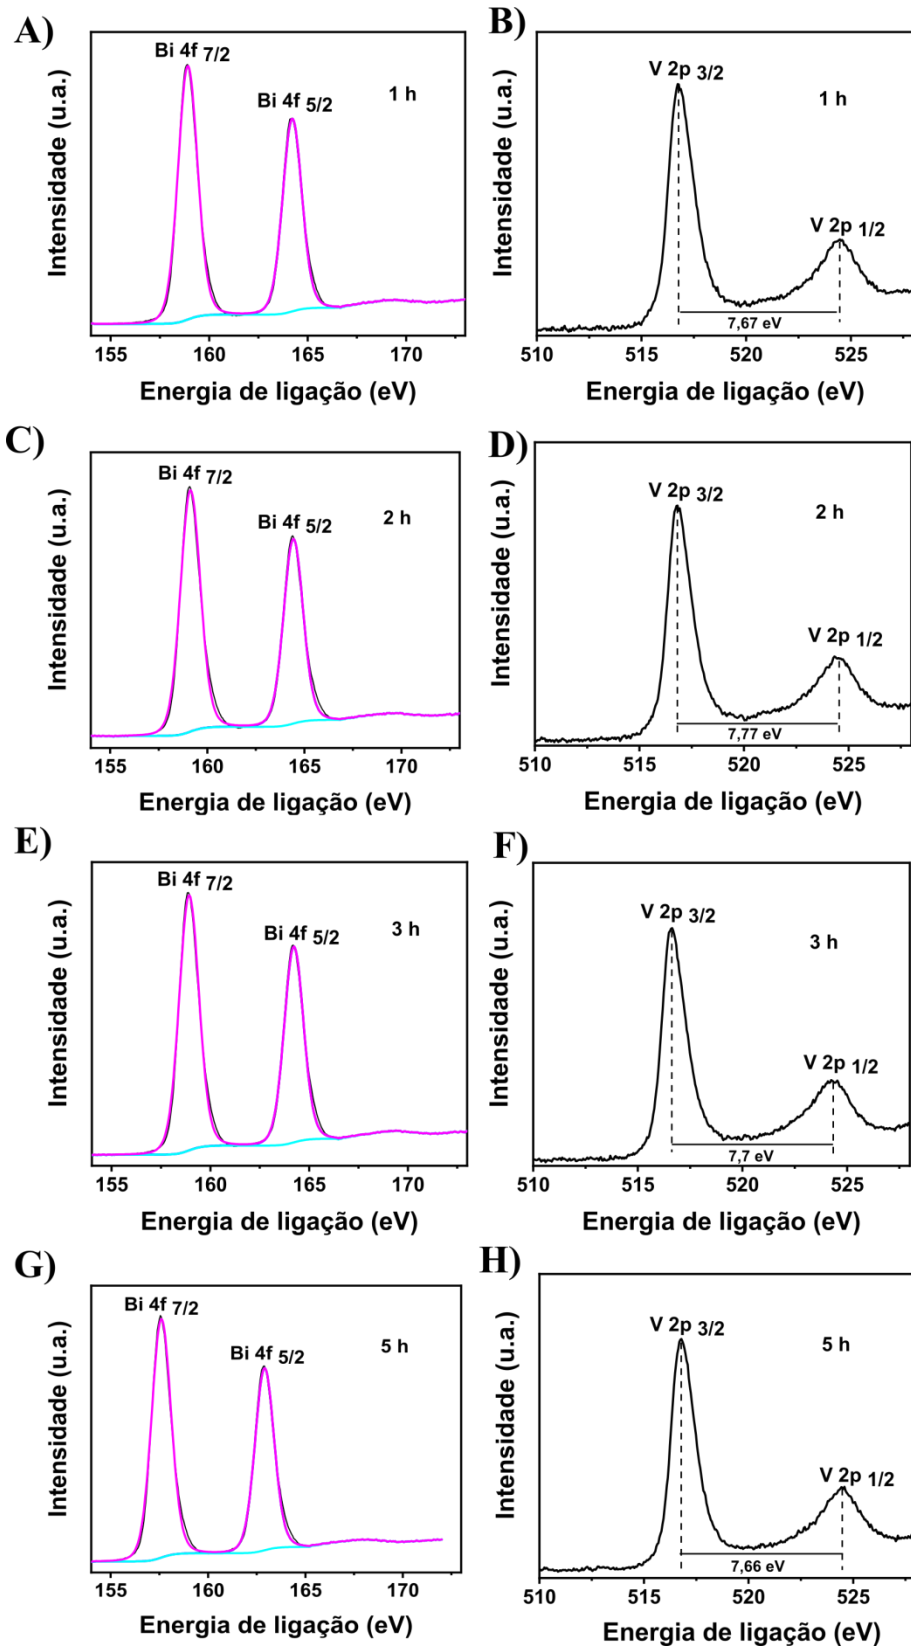 A)
Bi 4f 7/2
Bi 4f 5/2
1 h
Intensidade (u.a.)
155 160 165 170
Energia de ligação (eV)
B)
V 2p 3/2
1 h
V 2p 1/2
7,67 eV
Intensidade (u.a.)
510 515 520 525
Energia de ligação (eV)
C)
Bi 4f 7/2
Bi 4f 5/2
2 h
Intensidade (u.a.)
155 160 165 170
Energia de ligação (eV)
D)
V 2p 3/2
2 h
V 2p 1/2
7,77 eV
Intensidade (u.a.)
510 515 520 525
Energia de ligação (eV)
E)
Bi 4f 7/2
Bi 4f 5/2
3 h
Intensidade (u.a.)
155 160 165 170
Energia de ligação (eV)
F)
V 2p 3/2
3 h
V 2p 1/2
7,7 eV
Intensidade (u.a.)
510 515 520 525
Energia de ligação (eV)
G)
Bi 4f 7/2
Bi 4f 5/2
5 h
Intensidade (u.a.)
155 160 165 170
Energia de ligação (eV)
H)
V 2p 3/2
5 h
V 2p 1/2
7,66 eV
Intensidade (u.a.)
510 515 520 525
Energia de ligação (eV)